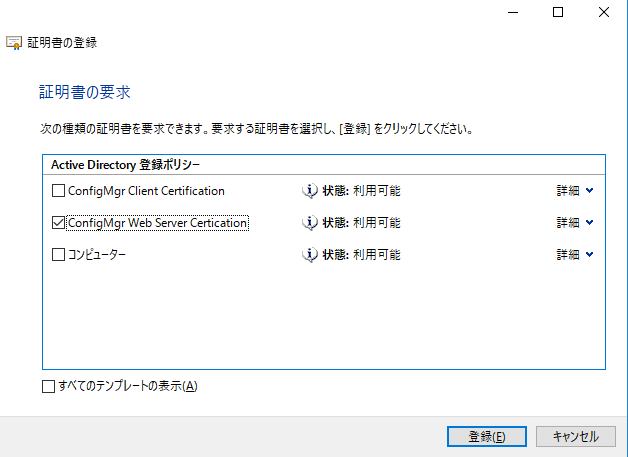 証明書の登録
証明書の要求
次の種類の証明書を要求できます。要求する証明書を選択し、[登録] をクリックしてください。
Active Directory 登録ポリシー
ConfigMgr Client Certification 状態: 利用可能 詳細
ConfigMgr Web Server Certication 状態: 利用可能 詳細
コンピューター 状態: 利用可能 詳細
すべてのテンプレートの表示(A)
登録(E) キャンセル